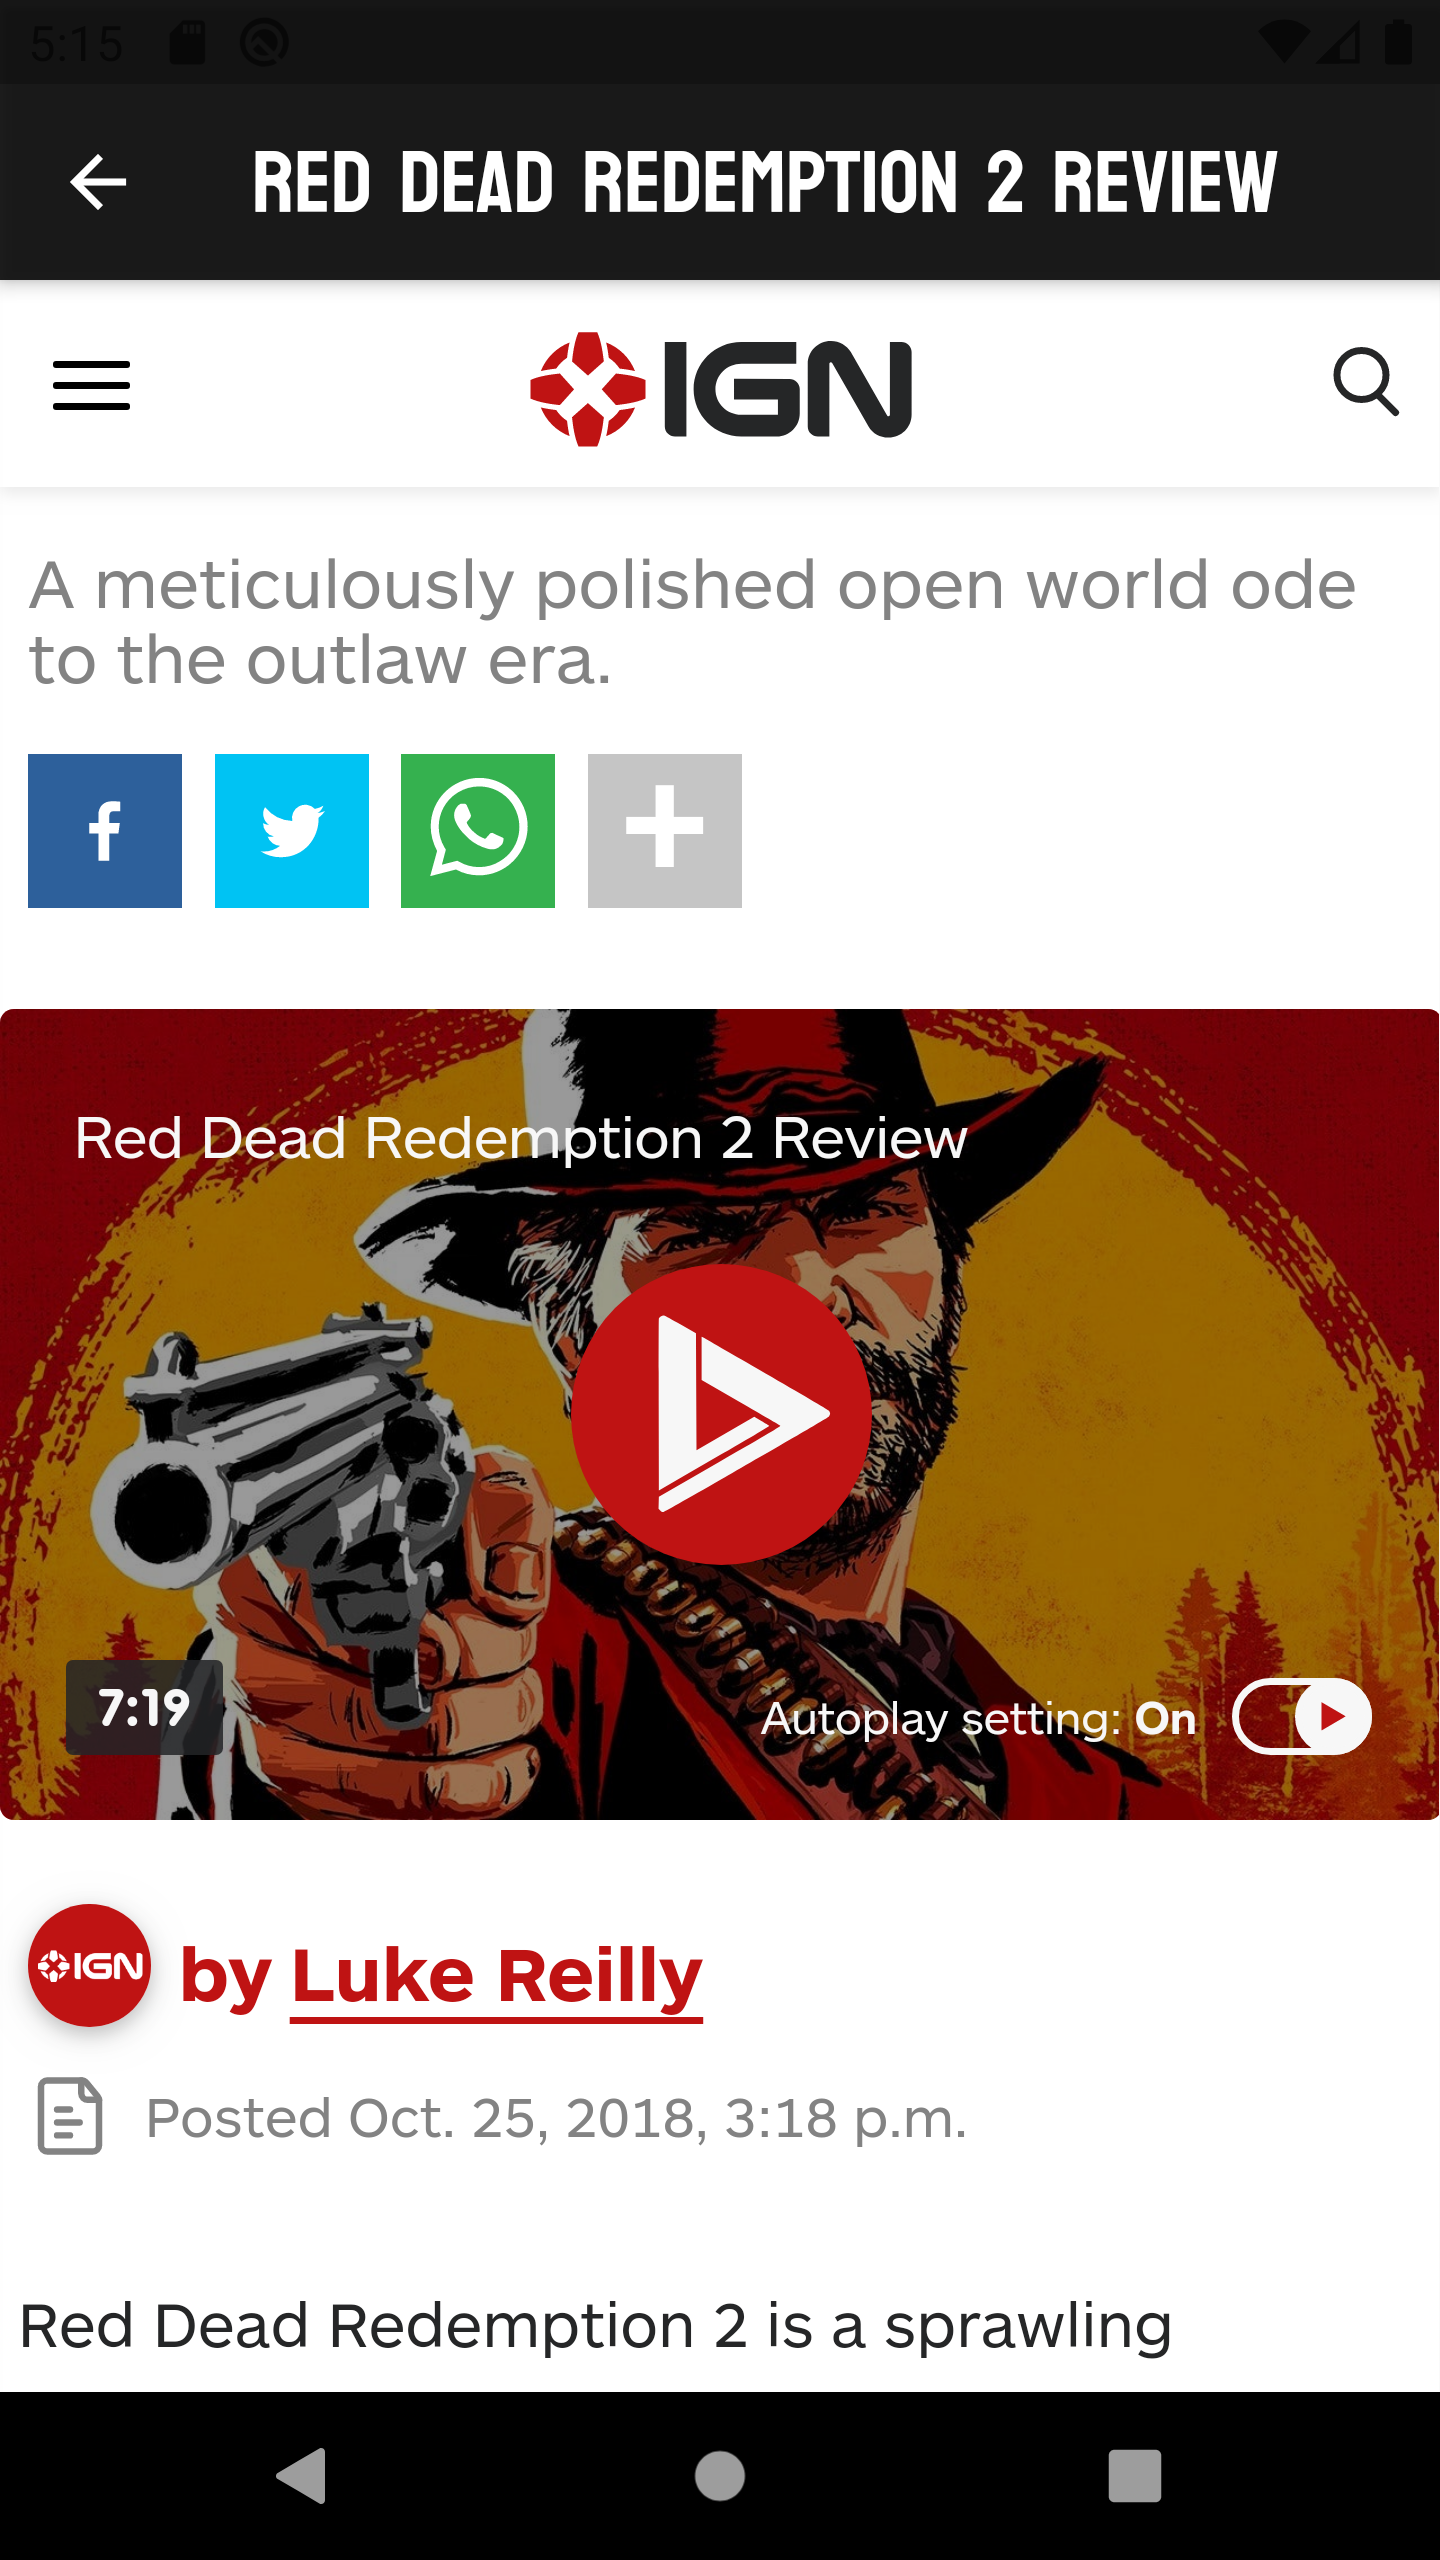 5:15
RED DEAD REDEMPTION 2 REVIEW
IGN
A meticulously polished open world ode
to the outlaw era.
Red Dead Redemption 2 Review
7:19
Autoplay setting: On
IGN
by Luke Reilly
Posted Oct. 25, 2018, 3:18 p.m.
Red Dead Redemption 2 is a sprawling